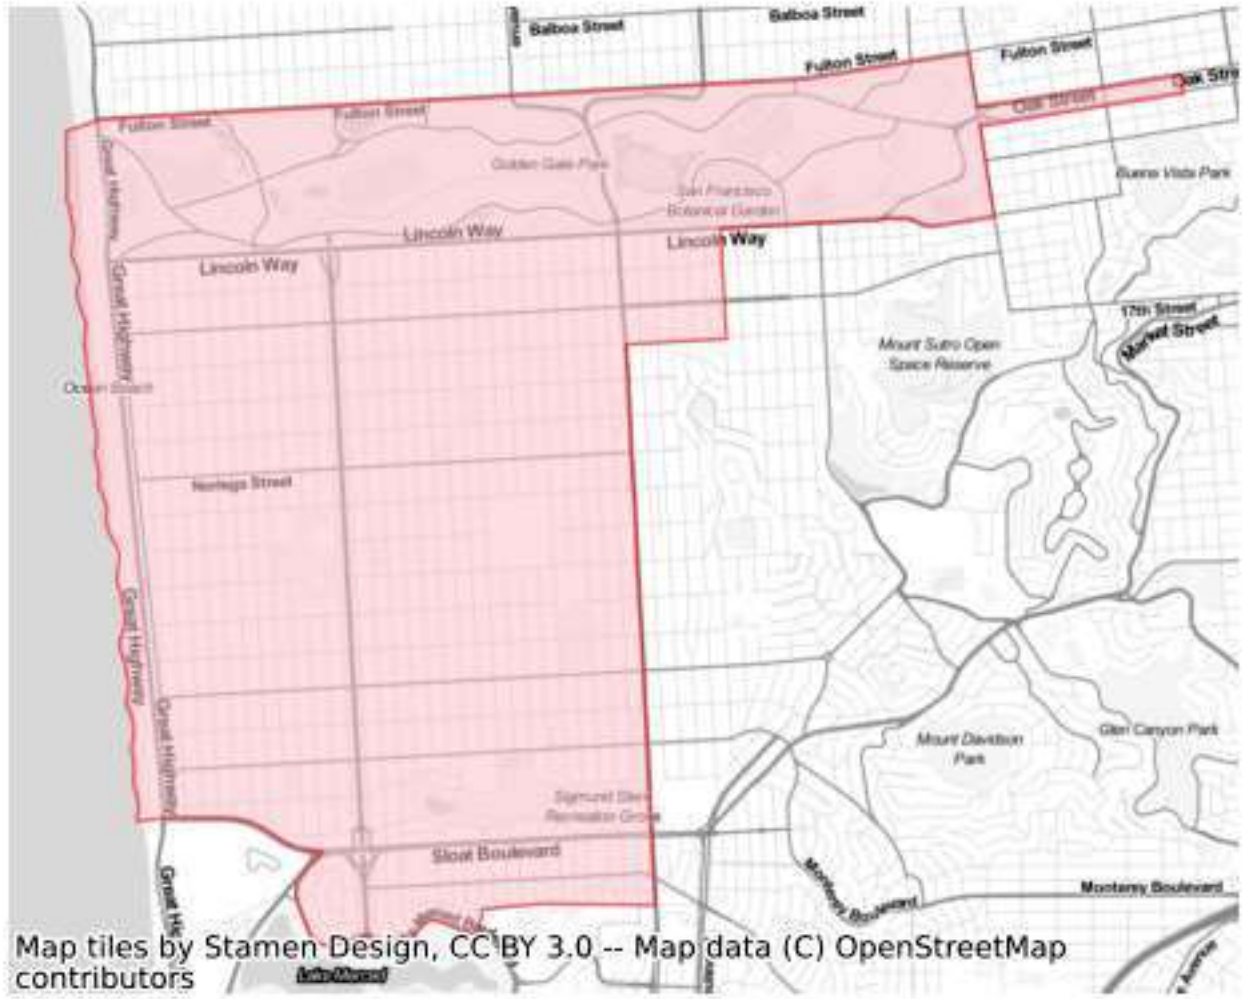 Balboa Street
Balboa Street
Fulton Street
Fulton Street
Oak Stre
Oak Street
Fulton Street
Fulton Street
Great Highway
Golden Gate Park
San Francisco
Botanical Garden
Buena Vista Park
Lincoln Way
Lincoln Way
Lincoln Way
Great Highway
17th Street
Market Street
Mount Sutro Open
Space Reserve
Ocean Beach
Noriega Street
Great Highway
Great Highway
Mount Davidson
Park
Glen Canyon Park
Sigmund Stern
Recreation Grove
Sloat Boulevard
Monterey Boulevard
Monterey Boulevard
Great Hig
Avenue
Map tiles by Stamen Design, CC BY 3.0 -- Map data (C) OpenStreetMap
contributors
Lake Merced